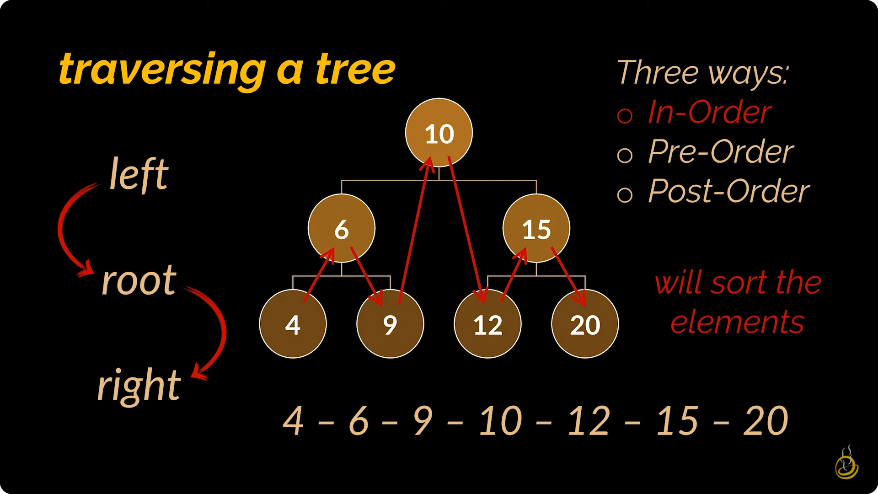 traversing a tree
Three ways:
o In-Order
o Pre-Order
o Post-Order
left
root
right
10
6
15
4
9
12
20
will sort the
elements
4 – 6 – 9 – 10 – 12 – 15 – 20